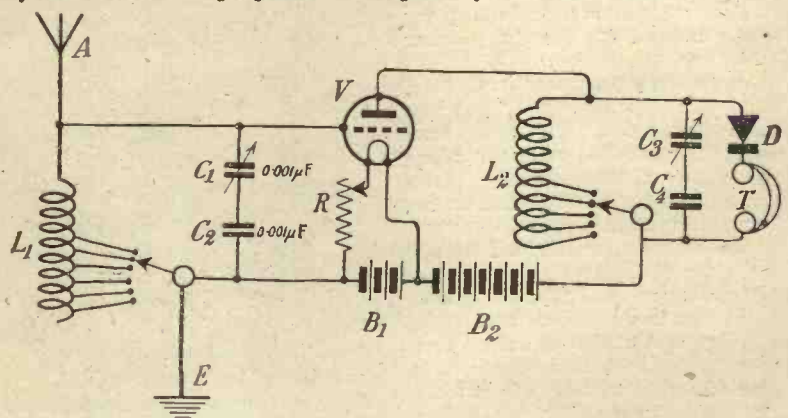 A
V
C₁ 0·001μF
C₂ 0·001μF
R
L₁
L₂
C₃
C₄
D
T
B₁
B₂
E